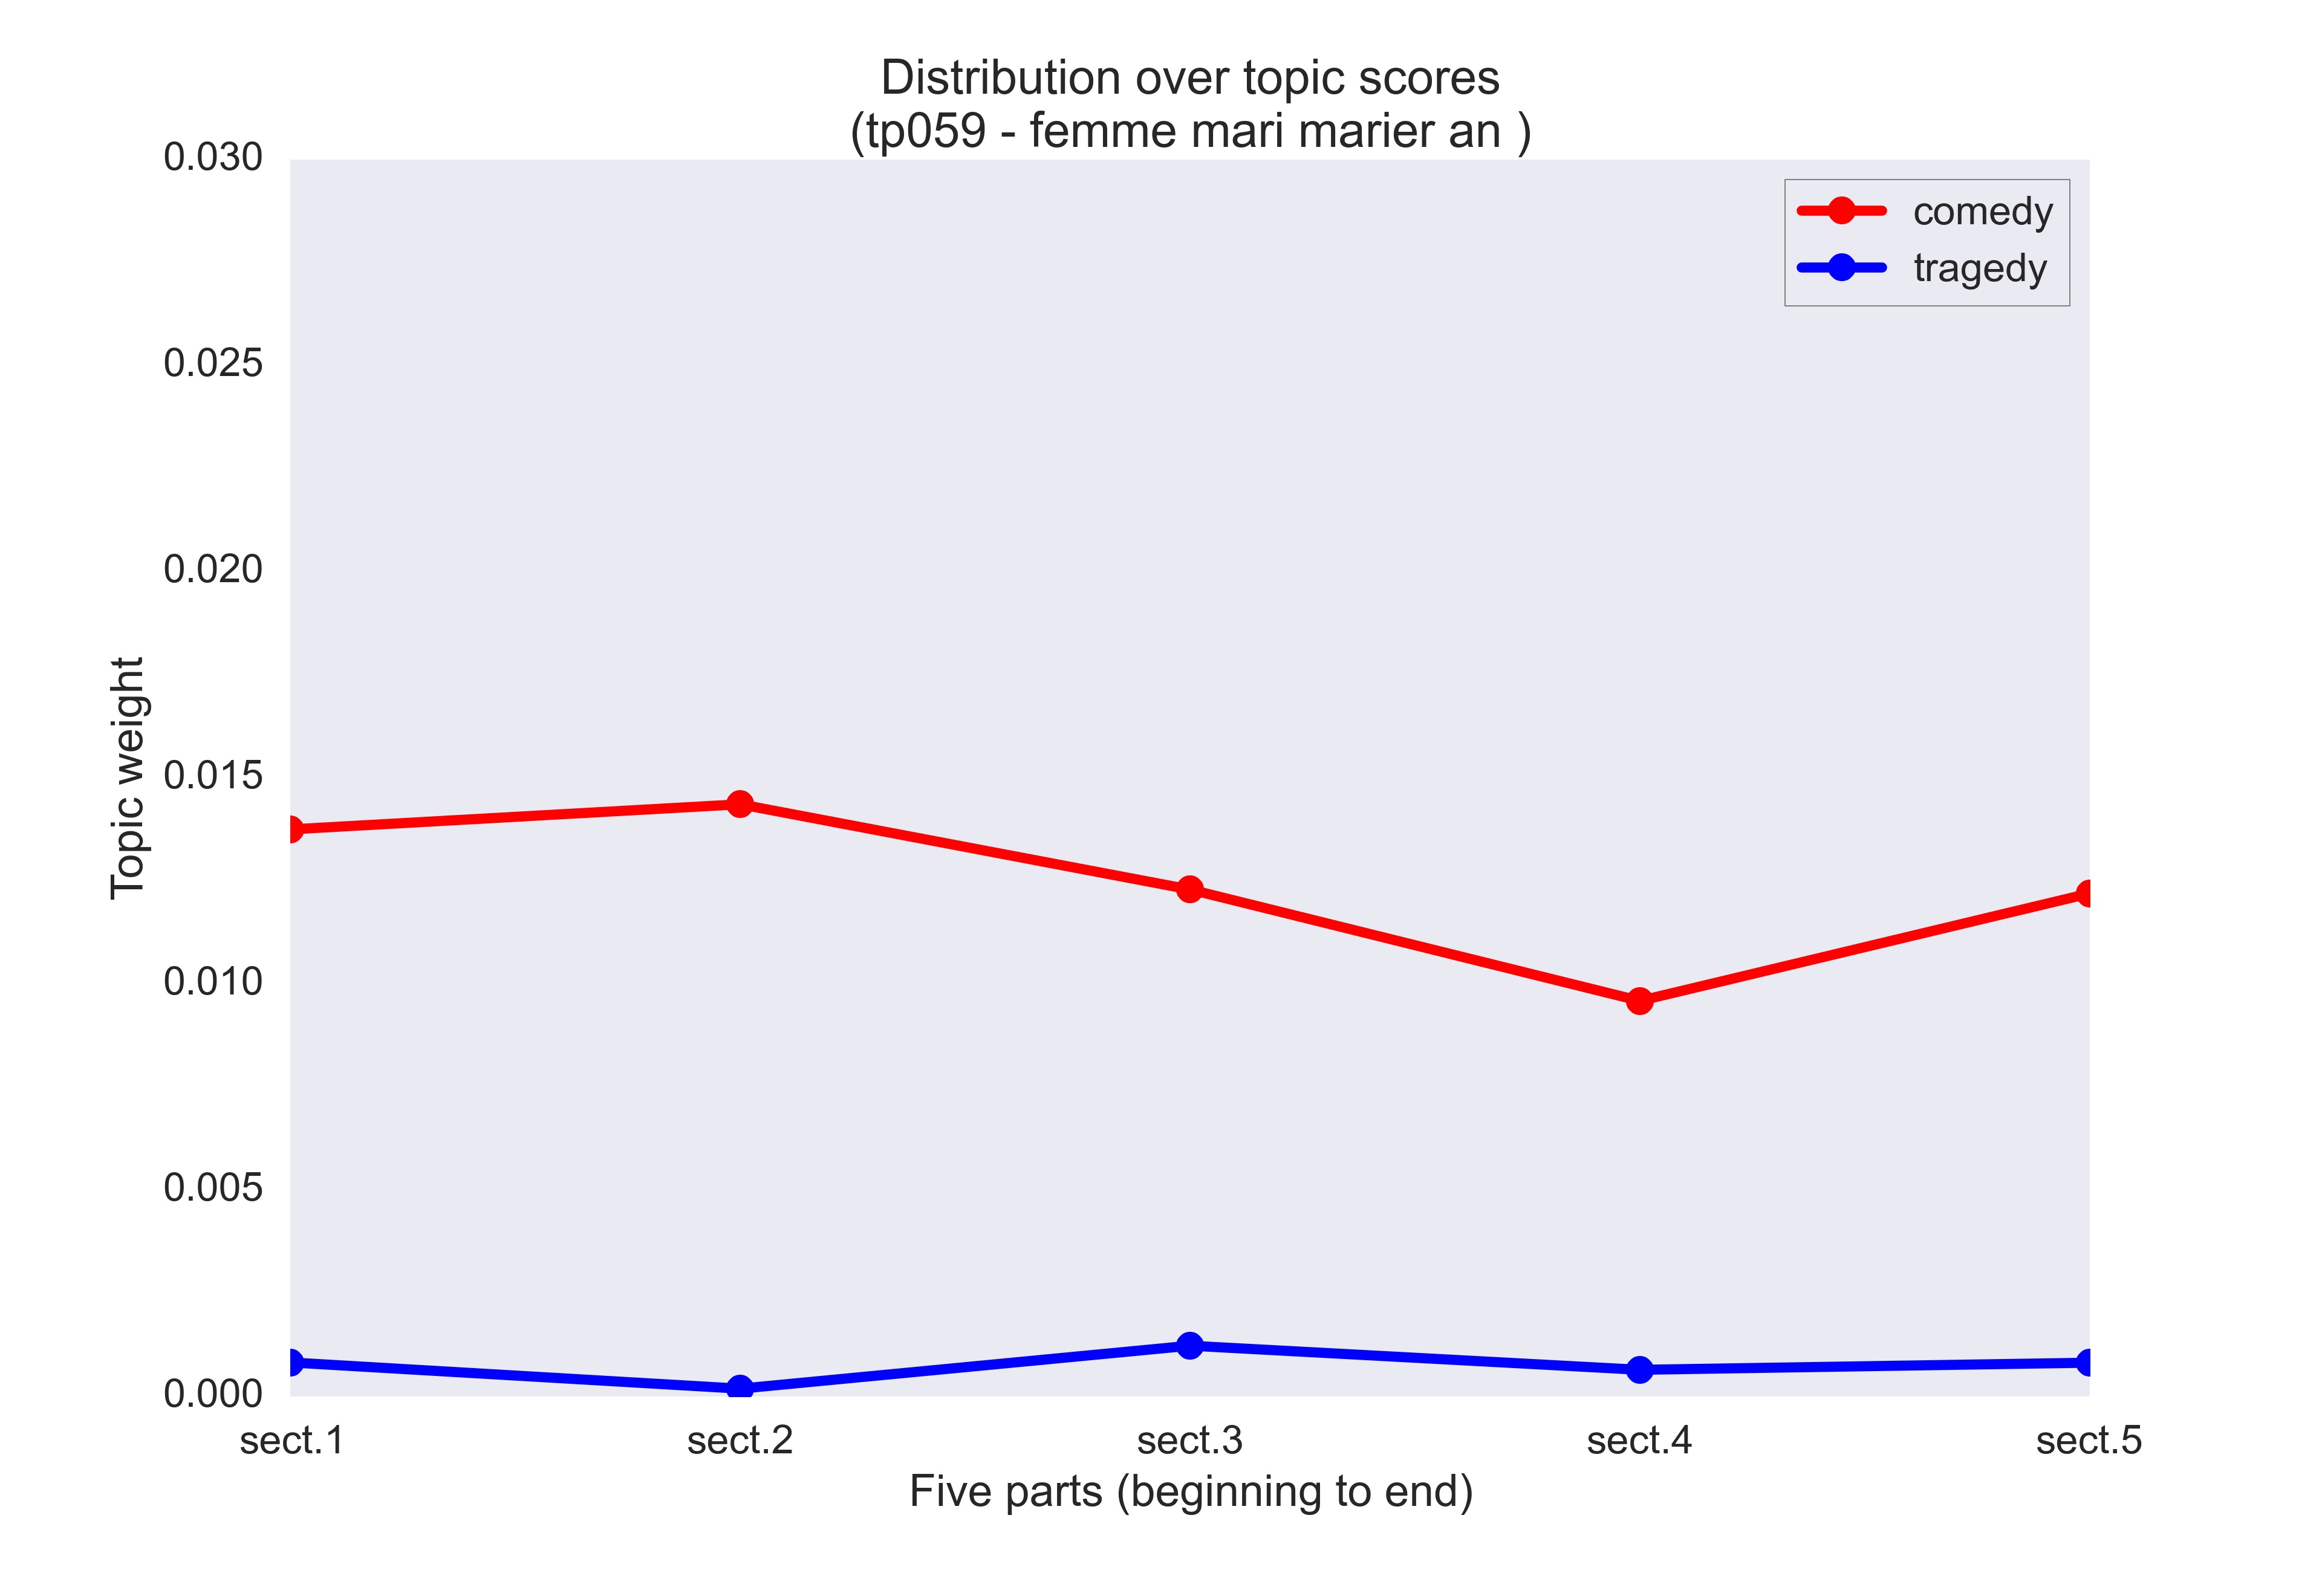 Distribution over topic scores
(tp059 - femme mari marier an )
comedy
tragedy
Topic weight
0.030
0.025
0.020
0.015
0.010
0.005
0.000
sect.1
sect.2
sect.3
sect.4
sect.5
Five parts (beginning to end)